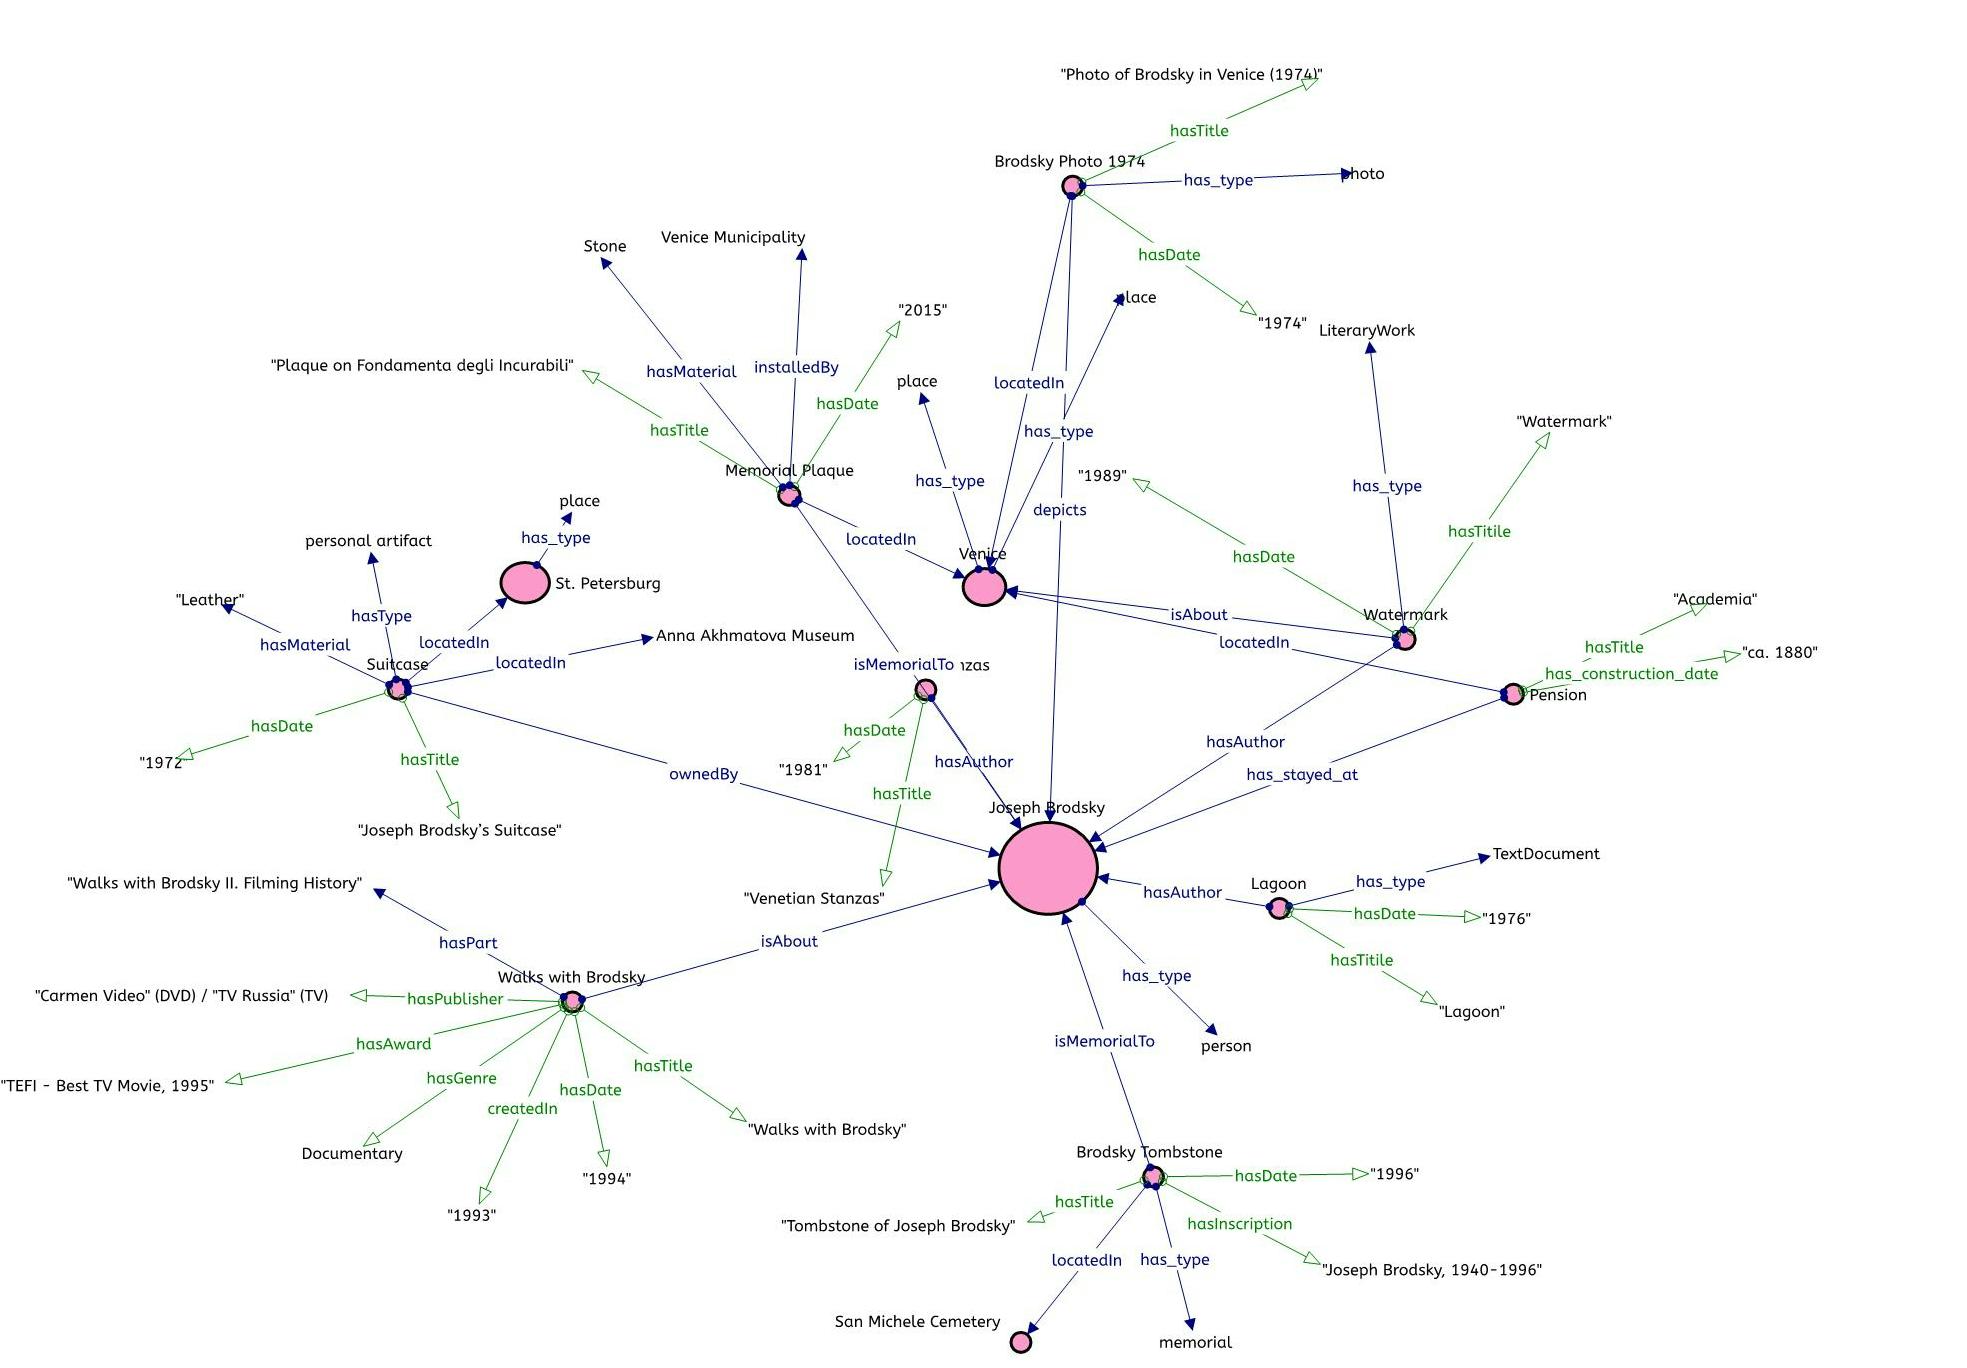 "Photo of Brodsky in Venice (1974)"
hasTitle
Brodsky Photo 1974
has_type
photo
hasDate
"1974"
Stone
Venice Municipality
place
"2015"
LiteraryWork
"Plaque on Fondamenta degli Incurabili"
hasMaterial
installedBy
place
locatedIn
hasDate
hasTitle
has_type
"Watermark"
Memorial Plaque
"1989"
has_type
has_type
place
depicts
hasTitile
personal artifact
has_type
locatedIn
Venice
hasDate
St. Petersburg
"Leather"
hasType
isAbout
Watermark
"Academia"
hasMaterial
locatedIn
Anna Akhmatova Museum
locatedIn
hasTitle
"ca. 1880"
Suitcase
locatedIn
isMemorialTo
nzas
has_construction_date
Pension
hasDate
hasDate
hasAuthor
"1972"
hasTitle
"1981"
hasAuthor
ownedBy
has_stayed_at
hasTitle
Joseph Brodsky
"Joseph Brodsky's Suitcase"
TextDocument
"Walks with Brodsky II. Filming History"
"Venetian Stanzas"
hasAuthor
Lagoon
has_type
hasDate
"1976"
hasPart
isAbout
hasTitile
Walks with Brodsky
has_type
"Carmen Video" (DVD) / "TV Russia" (TV)
hasPublisher
"Lagoon"
hasAward
isMemorialTo
person
hasTitle
"TEFI - Best TV Movie, 1995"
hasGenre
hasDate
createdIn
"Walks with Brodsky"
Documentary
Brodsky Tombstone
"1994"
hasDate
"1996"
"1993"
hasTitle
"Tombstone of Joseph Brodsky"
hasInscription
locatedIn
has_type
"Joseph Brodsky, 1940-1996"
San Michele Cemetery
memorial